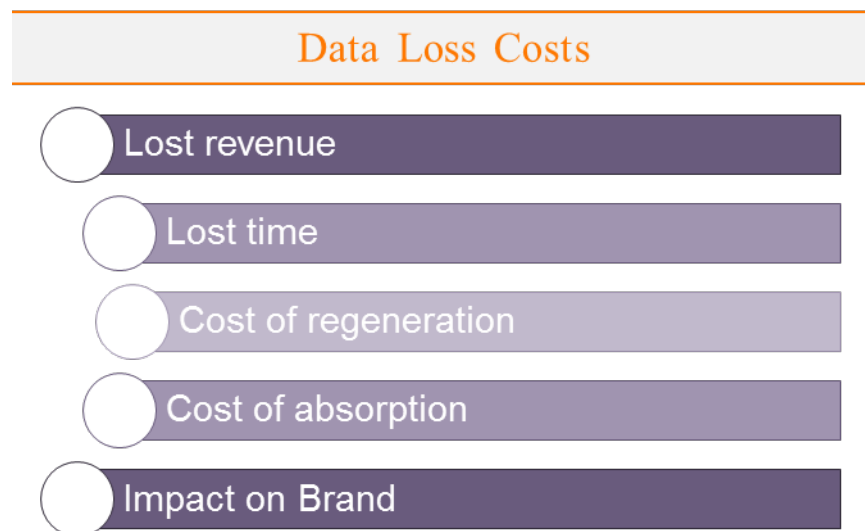 Data Loss Costs
Lost revenue
Lost time
Cost of regeneration
Cost of absorption
Impact on Brand